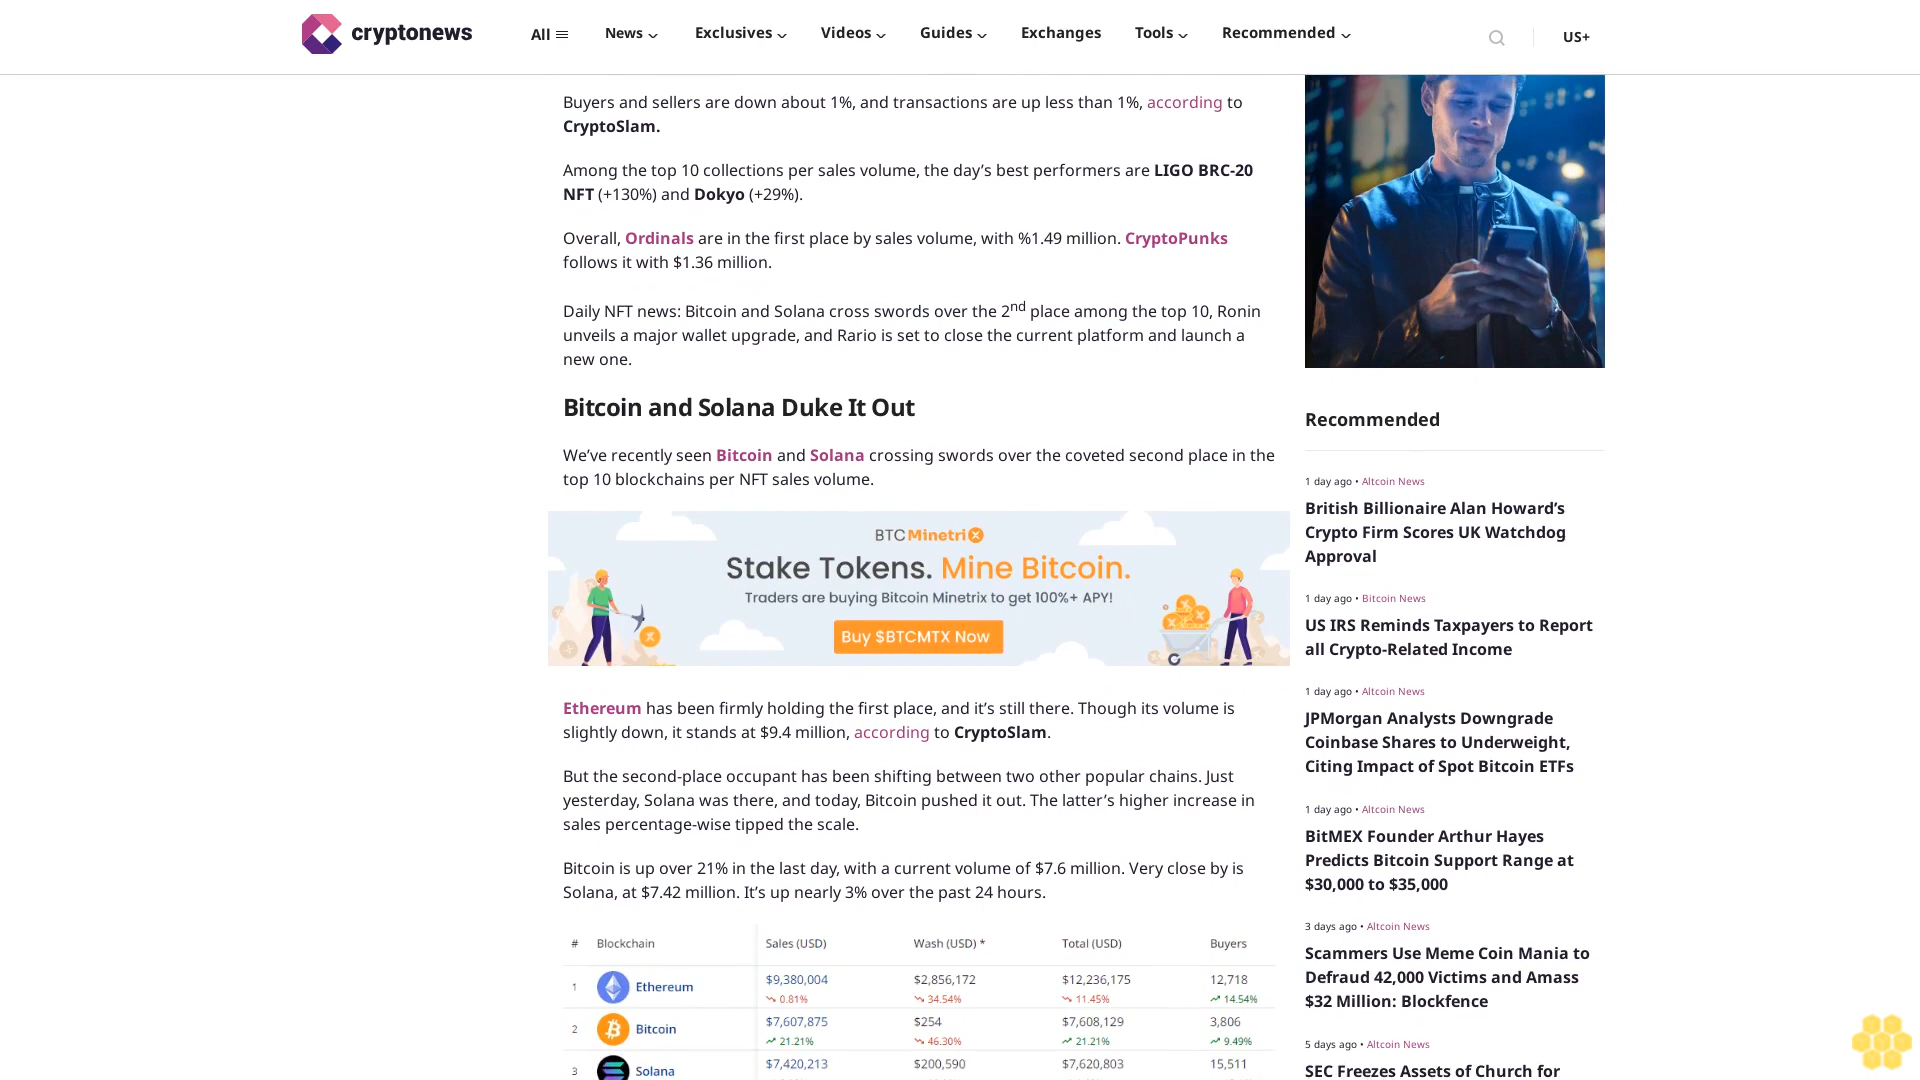 cryptonews
All
News
Exclusives
Videos
Guides
Exchanges
Tools
Recommended
US+
Buyers and sellers are down about 1%, and transactions are up less than 1%, according to
CryptoSlam.
Among the top 10 collections per sales volume, the day’s best performers are LIGO BRC-20
NFT (+130%) and Dokyo (+29%).
Overall, Ordinals are in the first place by sales volume, with %1.49 million. CryptoPunks
follows it with $1.36 million.
Daily NFT news: Bitcoin and Solana cross swords over the 2nd place among the top 10, Ronin
unveils a major wallet upgrade, and Rario is set to close the current platform and launch a
new one.
Bitcoin and Solana Duke It Out
We’ve recently seen Bitcoin and Solana crossing swords over the coveted second place in the
top 10 blockchains per NFT sales volume.
BTC Minetrix
Stake Tokens. Mine Bitcoin.
Traders are buying Bitcoin Minetrix to get 100%+ APY!
Buy $BTCMTX Now
Ethereum has been firmly holding the first place, and it’s still there. Though its volume is
slightly down, it stands at $9.4 million, according to CryptoSlam.
But the second-place occupant has been shifting between two other popular chains. Just
yesterday, Solana was there, and today, Bitcoin pushed it out. The latter’s higher increase in
sales percentage-wise tipped the scale.
Bitcoin is up over 21% in the last day, with a current volume of $7.6 million. Very close by is
Solana, at $7.42 million. It’s up nearly 3% over the past 24 hours.
# Blockchain Sales (USD) Wash (USD) * Total (USD) Buyers
1 Ethereum $9,380,004 $2,856,172 $12,236,175 12,718
0.81% 34.54% 11.45% 14.54%
2 Bitcoin $7,607,875 $254 $7,608,129 3,806
21.21% 46.30% 21.21% 9.49%
3 Solana $7,420,213 $200,590 $7,620,803 15,511
Recommended
1 day ago • Altcoin News
British Billionaire Alan Howard’s
Crypto Firm Scores UK Watchdog
Approval
1 day ago • Bitcoin News
US IRS Reminds Taxpayers to Report
all Crypto-Related Income
1 day ago • Altcoin News
JPMorgan Analysts Downgrade
Coinbase Shares to Underweight,
Citing Impact of Spot Bitcoin ETFs
1 day ago • Altcoin News
BitMEX Founder Arthur Hayes
Predicts Bitcoin Support Range at
$30,000 to $35,000
3 days ago • Altcoin News
Scammers Use Meme Coin Mania to
Defraud 42,000 Victims and Amass
$32 Million: Blockfence
5 days ago • Altcoin News
SEC Freezes Assets of Church for